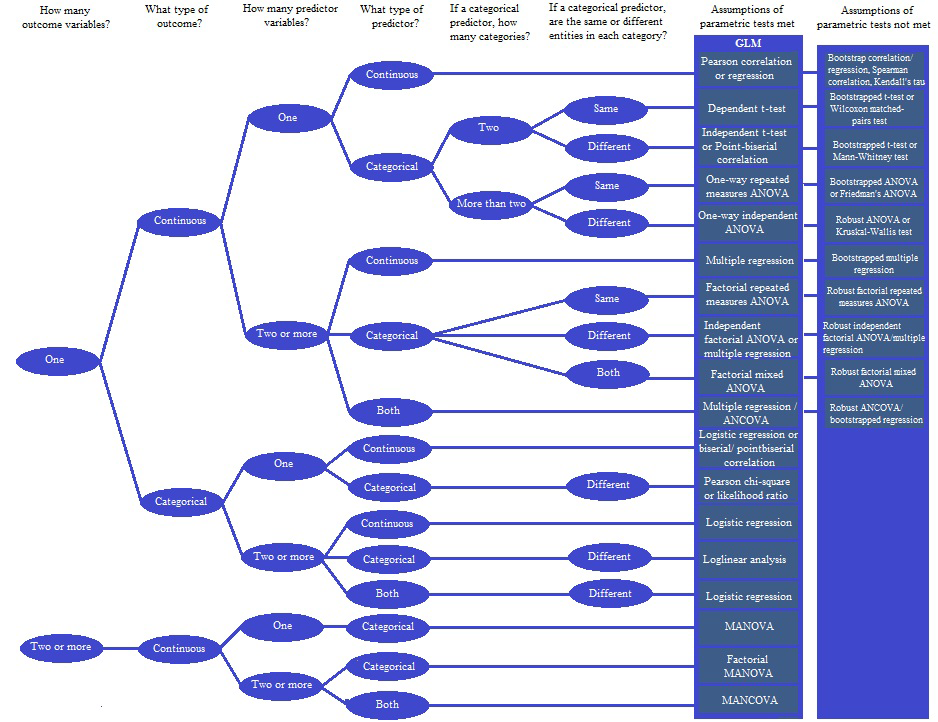 How many
outcome variables?
What type of
outcome?
How many predictor
variables?
What type of
predictor?
If a categorical
predictor, how
many categories?
If a categorical predictor,
are the same or different
entities in each category?
Assumptions of
parametric tests met
Assumptions of
parametric tests not met
GLM
One
Continuous
One
Continuous
Pearson correlation
or regression
Bootstrap correlation/
regression, Spearman
correlation, Kendall's tau
Categorical
Two
Same
Dependent t-test
Bootstrapped t-test or
Wilcoxon matched-
pairs test
Different
Independent t-test
or Point-biserial
correlation
Bootstrapped t-test or
Mann-Whitney test
More than two
Same
One-way repeated
measures ANOVA
Bootstrapped ANOVA
or Friedman's ANOVA
Different
One-way independent
ANOVA
Robust ANOVA or
Kruskal-Wallis test
Two or more
Continuous
Multiple regression
Bootstrapped multiple
regression
Categorical
Same
Factorial repeated
measures ANOVA
Robust factorial repeated
measures ANOVA
Different
Independent
factorial ANOVA or
multiple regression
Robust independent
factorial ANOVA/multiple
regression
Both
Factorial mixed
ANOVA
Robust factorial mixed
ANOVA
Both
Multiple regression /
ANCOVA
Robust ANCOVA/
bootstrapped regression
Categorical
One
Continuous
Logistic regression or
biserial/ pointbiserial
correlation
Categorical
Different
Pearson chi-square
or likelihood ratio
Two or more
Continuous
Logistic regression
Categorical
Different
Loglinear analysis
Both
Different
Logistic regression
Two or more
Continuous
One
Categorical
MANOVA
Two or more
Categorical
Factorial
MANOVA
Both
MANCOVA